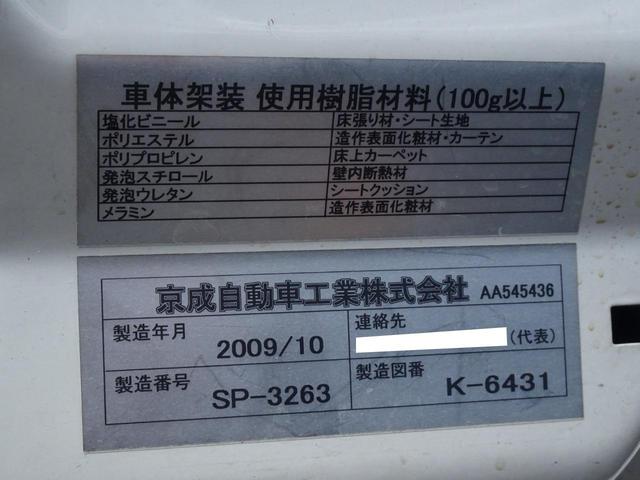 車体架装 使用樹脂材料(100g以上)
塩化ビニール 床張り材・シート生地
ポリエステル 造作表面化粧材・カーテン
ポリプロピレン 床上カーペット
発泡スチロール 壁内断熱材
発泡ウレタン シートクッション
メラミン 造作表面化粧材
京成自動車工業株式会社 AA545436
製造年月 2009/10 連絡先 (代表)
製造番号 SP-3263 製造図番 K-6431